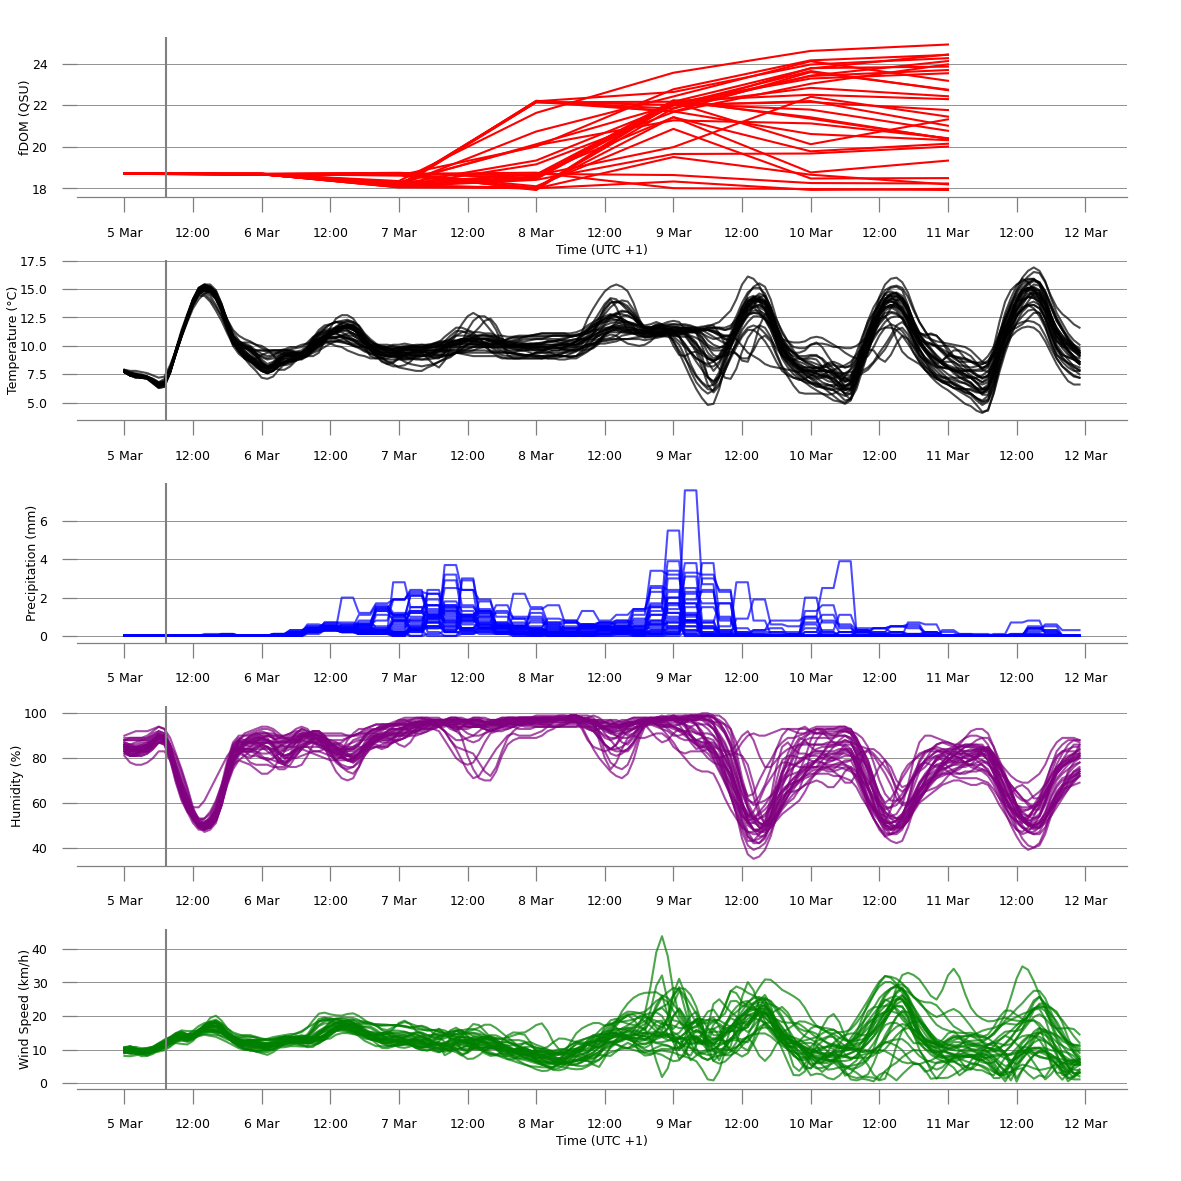 fDOM (QSU)
24
22
20
18
5 Mar 12:00 6 Mar 12:00 7 Mar 12:00 8 Mar 12:00 9 Mar 12:00 10 Mar 12:00 11 Mar 12:00 12 Mar
Time (UTC +1)
Temperature (°C)
17.5
15.0
12.5
10.0
7.5
5.0
5 Mar 12:00 6 Mar 12:00 7 Mar 12:00 8 Mar 12:00 9 Mar 12:00 10 Mar 12:00 11 Mar 12:00 12 Mar
Precipitation (mm)
6
4
2
0
5 Mar 12:00 6 Mar 12:00 7 Mar 12:00 8 Mar 12:00 9 Mar 12:00 10 Mar 12:00 11 Mar 12:00 12 Mar
Humidity (%)
100
80
60
40
5 Mar 12:00 6 Mar 12:00 7 Mar 12:00 8 Mar 12:00 9 Mar 12:00 10 Mar 12:00 11 Mar 12:00 12 Mar
Wind Speed (km/h)
40
30
20
10
0
5 Mar 12:00 6 Mar 12:00 7 Mar 12:00 8 Mar 12:00 9 Mar 12:00 10 Mar 12:00 11 Mar 12:00 12 Mar
Time (UTC +1)